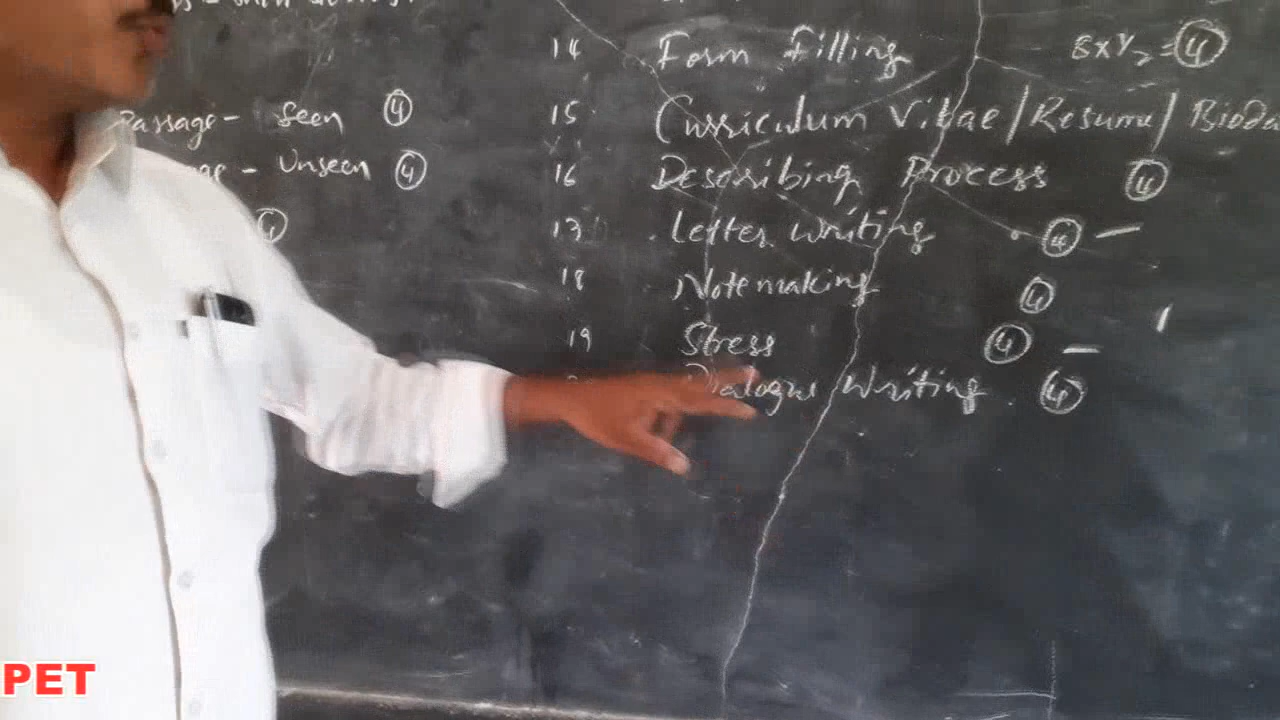 Passage - Seen 4
- Unseen 4
4
14 Form Filling 8x1/2 = 4
15 Curriculum Vitae / Resume / Bioda
16 Describing Process 4
17 Letter Writing 4 -
18 Notemaking 4
19 Stress 4 -
Dialogue Writing. 4
PET